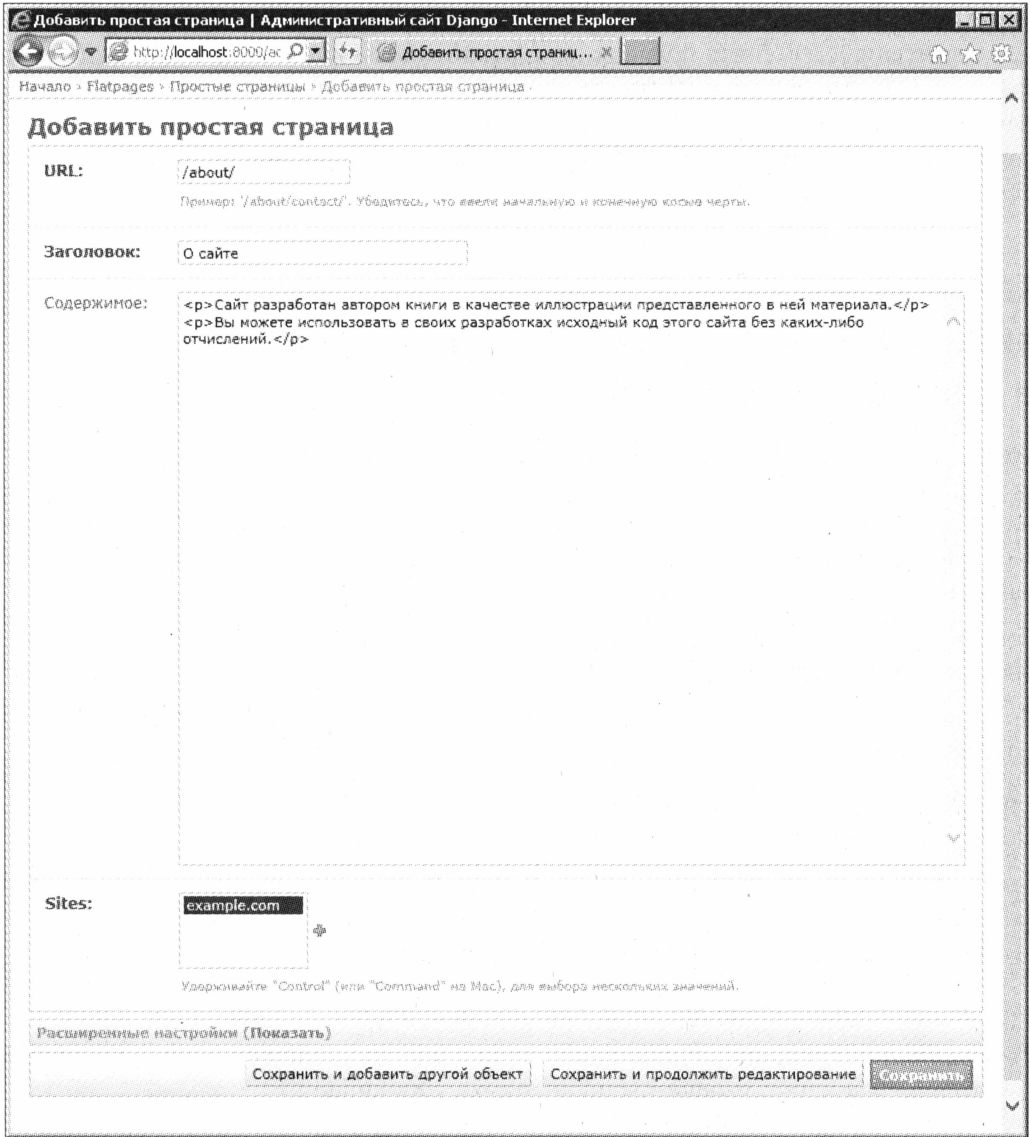 Добавить простая страница | Административный сайт Django - Internet Explorer
http://localhost:8000/ac
Добавить простая страниц...
Начало › Flatpages › Простые страницы › Добавить простая страница
Добавить простая страница
URL:
/about/
Пример: '/about/contact/'. Убедитесь, что ввели начальную и конечную косые черты.
Заголовок:
О сайте
Содержимое:
<p>Сайт разработан автором книги в качестве иллюстрации представленного в ней материала.</p>
<p>Вы можете использовать в своих разработках исходный код этого сайта без каких-либо
отчислений.</p>
Sites:
example.com
Удерживайте "Control" (или "Command" на Mac), для выбора нескольких значений.
Расширенные настройки (Показать)
Сохранить и добавить другой объект
Сохранить и продолжить редактирование
Сохранить